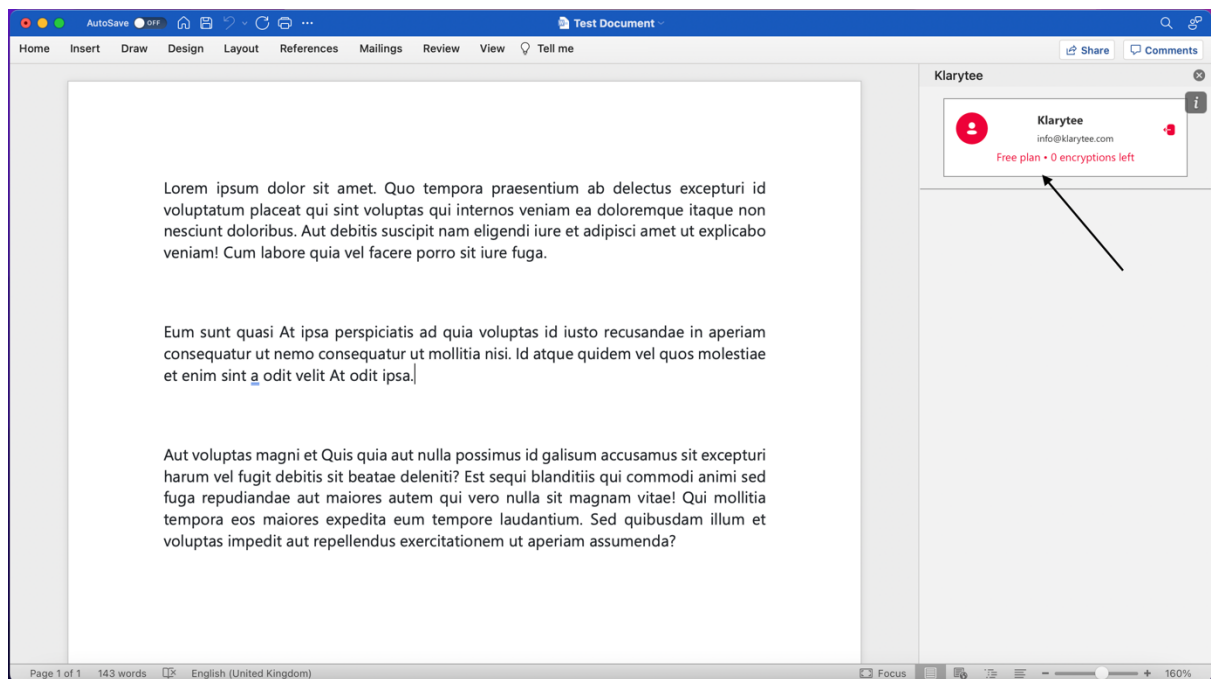 AutoSave OFF
Test Document
Home Insert Draw Design Layout References Mailings Review View Tell me
Share Comments
Klarytee
Klarytee
info@klarytee.com
Free plan • 0 encryptions left
Lorem ipsum dolor sit amet. Quo tempora praesentium ab delectus excepturi id
voluptatum placeat qui sint voluptas qui internos veniam ea doloremque itaque non
nesciunt doloribus. Aut debitis suscipit nam eligendi iure et adipisci amet ut explicabo
veniam! Cum labore quia vel facere porro sit iure fuga.
Eum sunt quasi At ipsa perspiciatis ad quia voluptas id iusto recusandae in aperiam
consequatur ut nemo consequatur ut mollitia nisi. Id atque quidem vel quos molestiae
et enim sint a odit velit At odit ipsa.
Aut voluptas magni et Quis quia aut nulla possimus id galisum accusamus sit excepturi
harum vel fugit debitis sit beatae deleniti? Est sequi blanditiis qui commodi animi sed
fuga repudiandae aut maiores autem qui vero nulla sit magnam vitae! Qui mollitia
tempora eos maiores expedita eum tempore laudantium. Sed quibusdam illum et
voluptas impedit aut repellendus exercitationem ut aperiam assumenda?
Page 1 of 1 143 words English (United Kingdom) Focus 160%